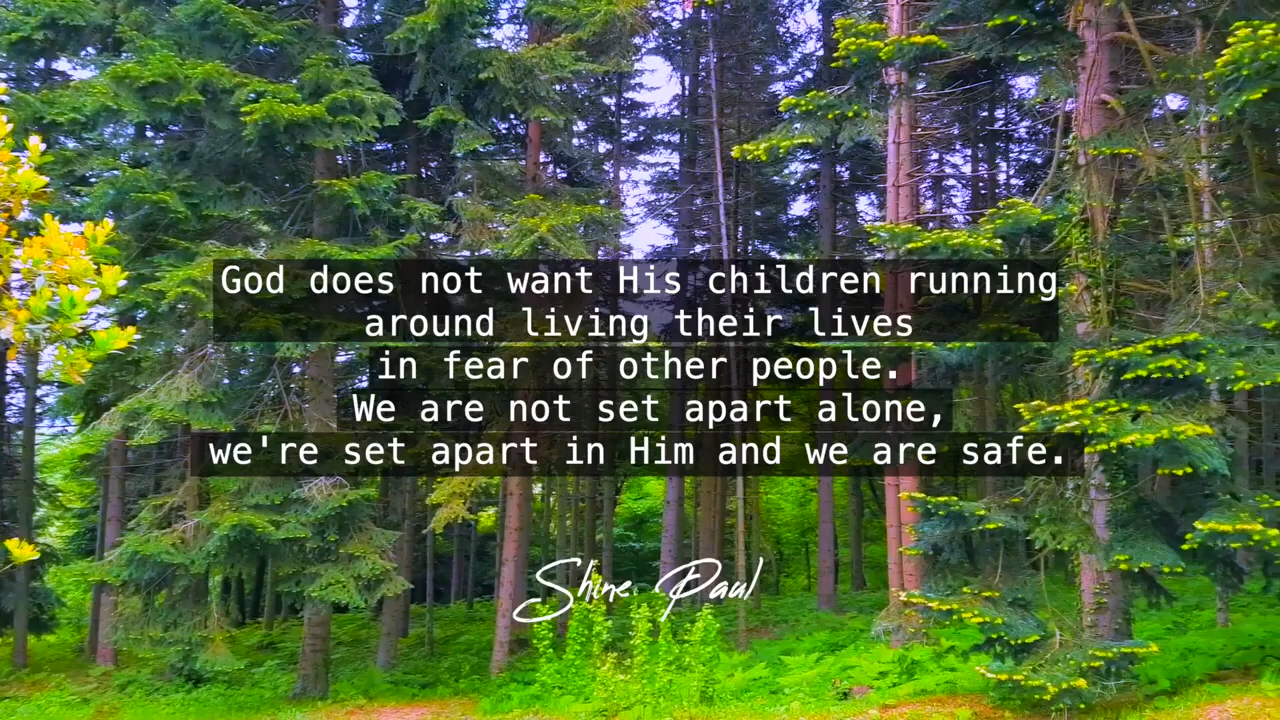 God does not want His children running
around living their lives
in fear of other people.
We are not set apart alone,
we're set apart in Him and we are safe.
Shine Paul